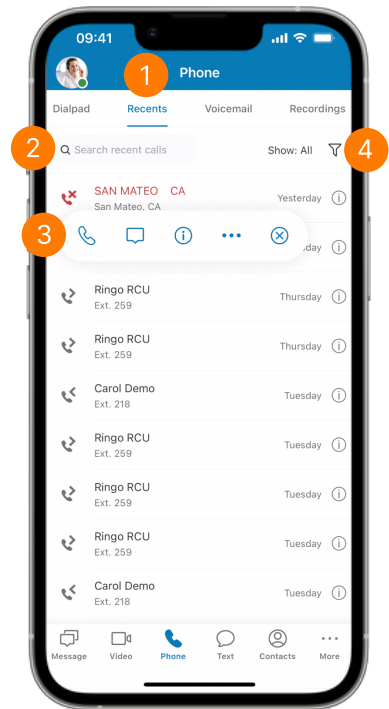 09:41
1
Phone
Dialpad Recents Voicemail Recordings
2
Search recent calls
Show: All
4
SAN MATEO CA
San Mateo, CA
Yesterday
3
Ringo RCU
Ext. 259
Thursday
Ringo RCU
Ext. 259
Thursday
Carol Demo
Ext. 218
Tuesday
Ringo RCU
Ext. 259
Tuesday
Ringo RCU
Ext. 259
Tuesday
Ringo RCU
Ext. 259
Tuesday
Carol Demo
Ext. 218
Tuesday
Message Video Phone Text Contacts More